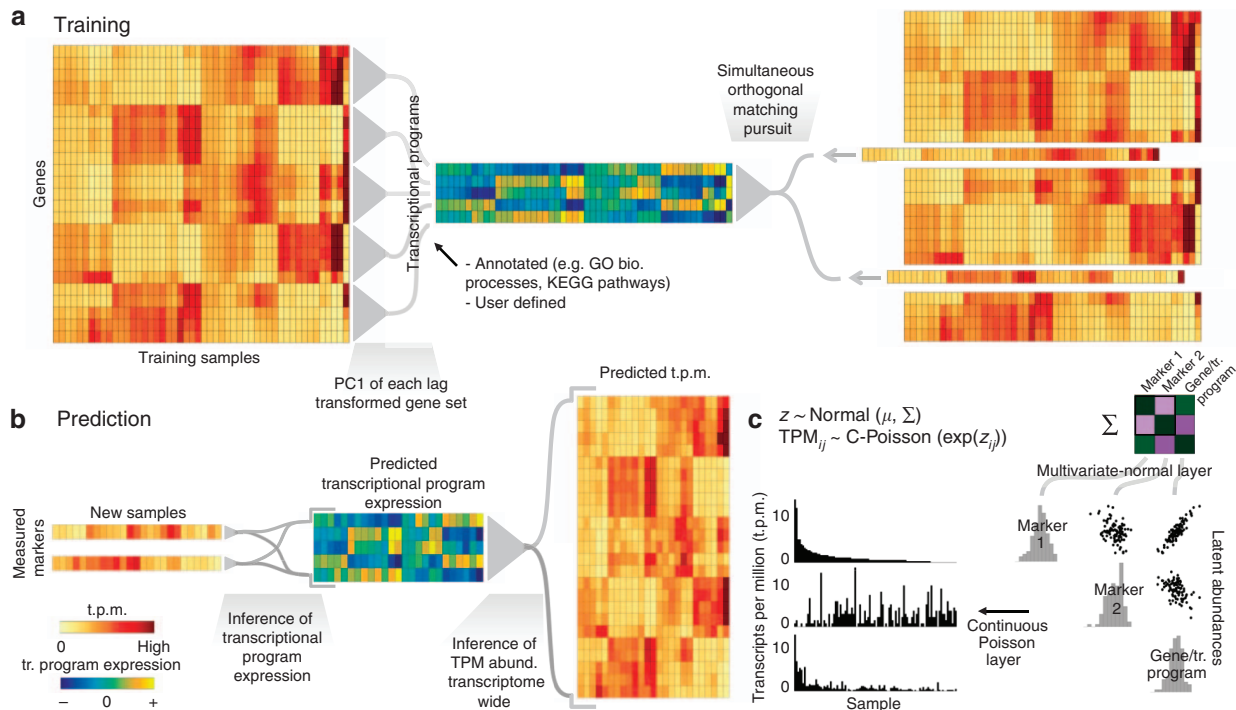 a
Training
Genes
Training samples
PC1 of each lag
transformed gene set
Transcriptional programs
- Annotated (e.g. GO bio.
processes, KEGG pathways)
- User defined
Simultaneous
orthogonal
matching
pursuit
b
Prediction
Measured
markers
New samples
t.p.m.
0
High
tr. program expression
–
0
+
Inference of
transcriptional
program
expression
Predicted
transcriptional program
expression
Inference of
TPM abund.
transcriptome
wide
Predicted t.p.m.
c
z ~ Normal (μ, Σ)
TPMij ~ C-Poisson (exp(zij))
Σ
Marker 1
Marker 2
Gene/tr.
program
Multivariate-normal layer
Transcripts per million (t.p.m.)
10
0
10
0
10
0
Sample
Continuous
Poisson
layer
Marker
1
Marker
2
Gene/tr.
program
Latent abundances